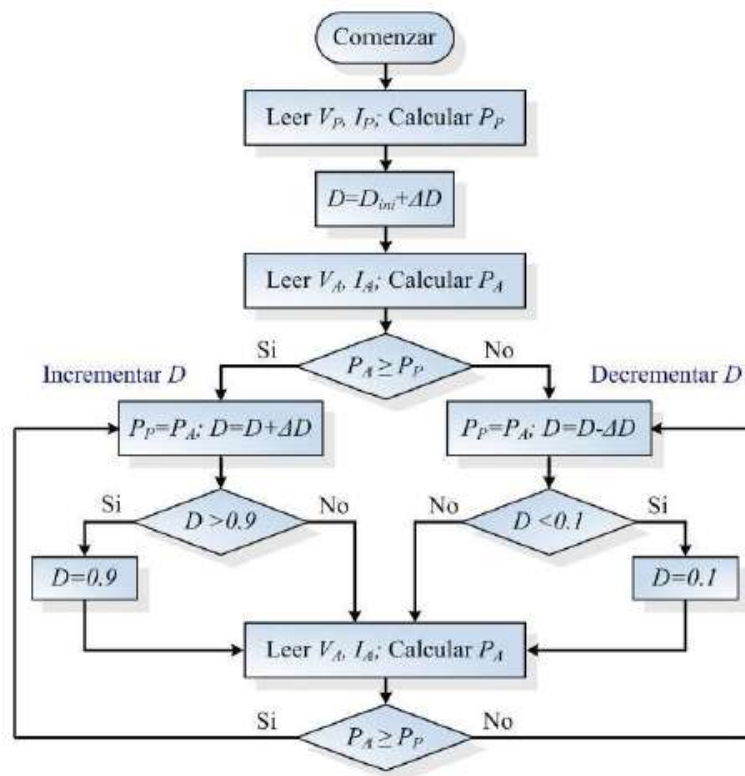 Comenzar
Leer V_P, I_P; Calcular P_P
D=D_ini+ΔD
Leer V_A, I_A; Calcular P_A
P_A ≥ P_P
Si
No
Incrementar D
Decrementar D
P_P=P_A; D=D+ΔD
P_P=P_A; D=D-ΔD
D >0.9
Si
No
D <0.1
No
Si
D=0.9
D=0.1
Leer V_A, I_A; Calcular P_A
P_A ≥ P_P
Si
No